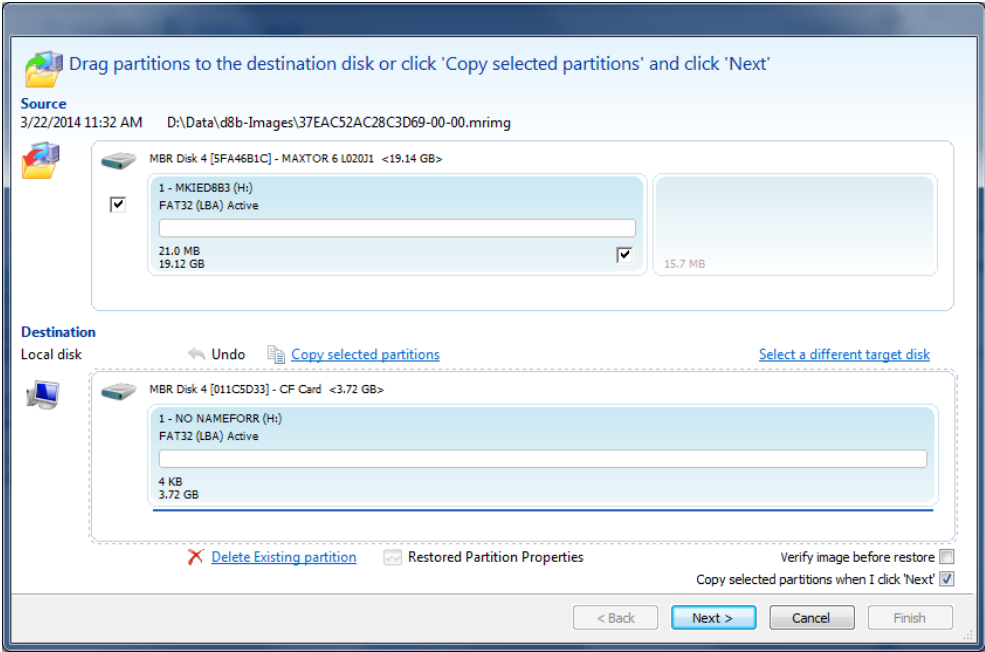 Drag partitions to the destination disk or click 'Copy selected partitions' and click 'Next'
Source
3/22/2014 11:32 AM D:\Data\d8b-Images\37EAC52AC28C3D69-00-00.mrimg
MBR Disk 4 [5FA46B1C] - MAXTOR 6 L020J1 <19.14 GB>
1 - MKIED8B3 (H:)
FAT32 (LBA) Active
21.0 MB
19.12 GB
15.7 MB
Destination
Local disk Undo Copy selected partitions Select a different target disk
MBR Disk 4 [011C5D33] - CF Card <3.72 GB>
1 - NO NAMEFORR (H:)
FAT32 (LBA) Active
4 KB
3.72 GB
Delete Existing partition Restored Partition Properties Verify image before restore
Copy selected partitions when I click 'Next'
< Back Next > Cancel Finish